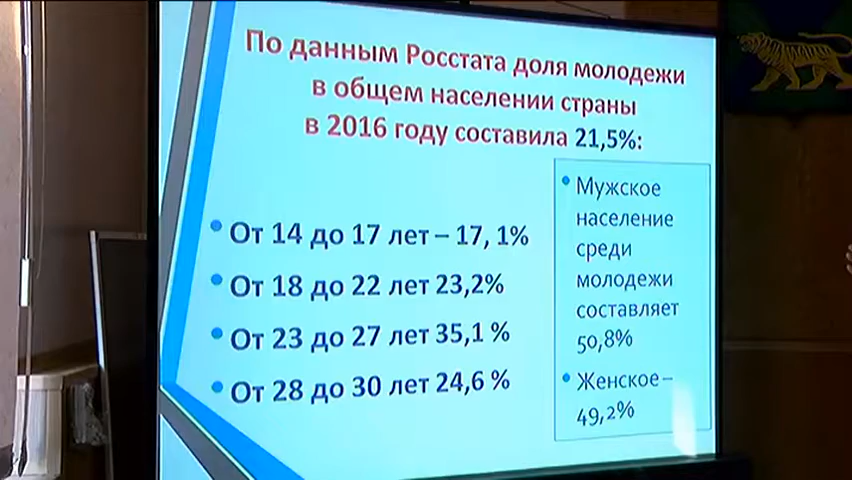 По данным Росстата доля молодежи
в общем населении страны
в 2016 году составила 21,5%:
• От 14 до 17 лет – 17, 1%
• От 18 до 22 лет 23,2%
• От 23 до 27 лет 35,1 %
• От 28 до 30 лет 24,6 %
• Мужское
население
среди
молодежи
составляет
50,8%
• Женское –
49,2%